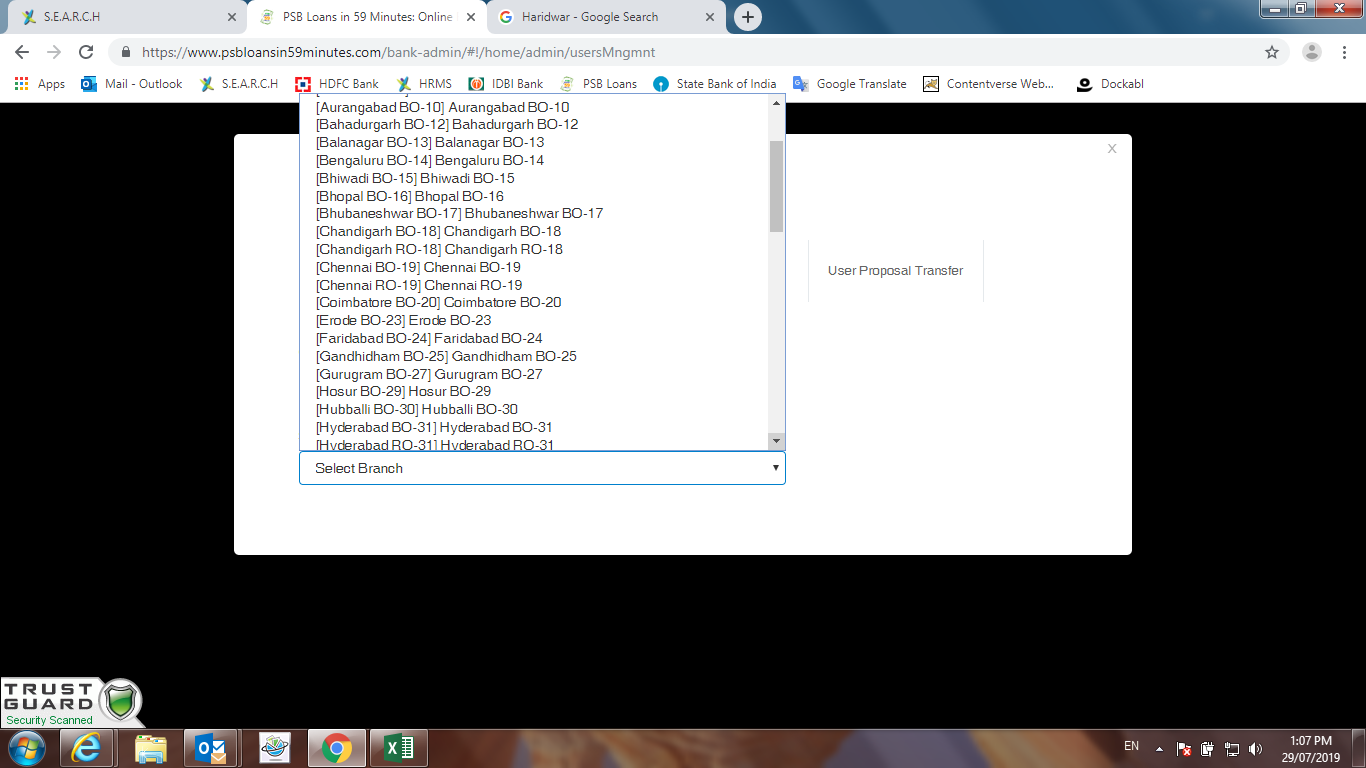 S.E.A.R.C.H
PSB Loans in 59 Minutes: Online
Haridwar - Google Search
https://www.psbloansin59minutes.com/bank-admin/#!/home/admin/usersMngmnt
Apps
Mail - Outlook
S.E.A.R.C.H
HDFC Bank
HRMS
IDBI Bank
PSB Loans
State Bank of India
Google Translate
Contentverse Web...
Dockabl
[Aurangabad BO-10] Aurangabad BO-10
[Bahadurgarh BO-12] Bahadurgarh BO-12
[Balanagar BO-13] Balanagar BO-13
[Bengaluru BO-14] Bengaluru BO-14
[Bhiwadi BO-15] Bhiwadi BO-15
[Bhopal BO-16] Bhopal BO-16
[Bhubaneshwar BO-17] Bhubaneshwar BO-17
[Chandigarh BO-18] Chandigarh BO-18
[Chandigarh RO-18] Chandigarh RO-18
[Chennai BO-19] Chennai BO-19
[Chennai RO-19] Chennai RO-19
[Coimbatore BO-20] Coimbatore BO-20
[Erode BO-23] Erode BO-23
[Faridabad BO-24] Faridabad BO-24
[Gandhidham BO-25] Gandhidham BO-25
[Gurugram BO-27] Gurugram BO-27
[Hosur BO-29] Hosur BO-29
[Hubballi BO-30] Hubballi BO-30
[Hyderabad BO-31] Hyderabad BO-31
[Hyderabad RO-31] Hyderabad RO-31
Select Branch
X
User Proposal Transfer
TRUST
GUARD
Security Scanned
EN
1:07 PM
29/07/2019